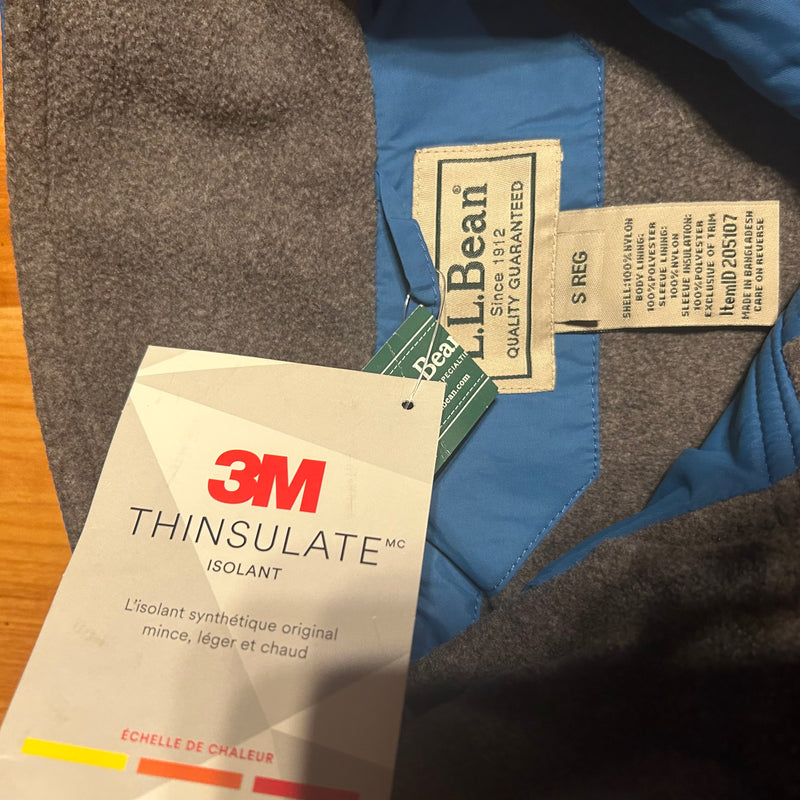 L.L.Bean®
Since 1912
QUALITY GUARANTEED
S REG
SHELL:100%NYLON
BODY LINING:
100%POLYESTER
SLEEVE LINING:
100%NYLON
SLEEVE INSULATION:
100%POLYESTER
EXCLUSIVE OF TRIM
ItemID 205107
MADE IN BANGLADESH
CARE ON REVERSE
Bean
3M
THINSULATE MC
ISOLANT
L'isolant synthétique original
mince, léger et chaud
ÉCHELLE DE CHALEUR